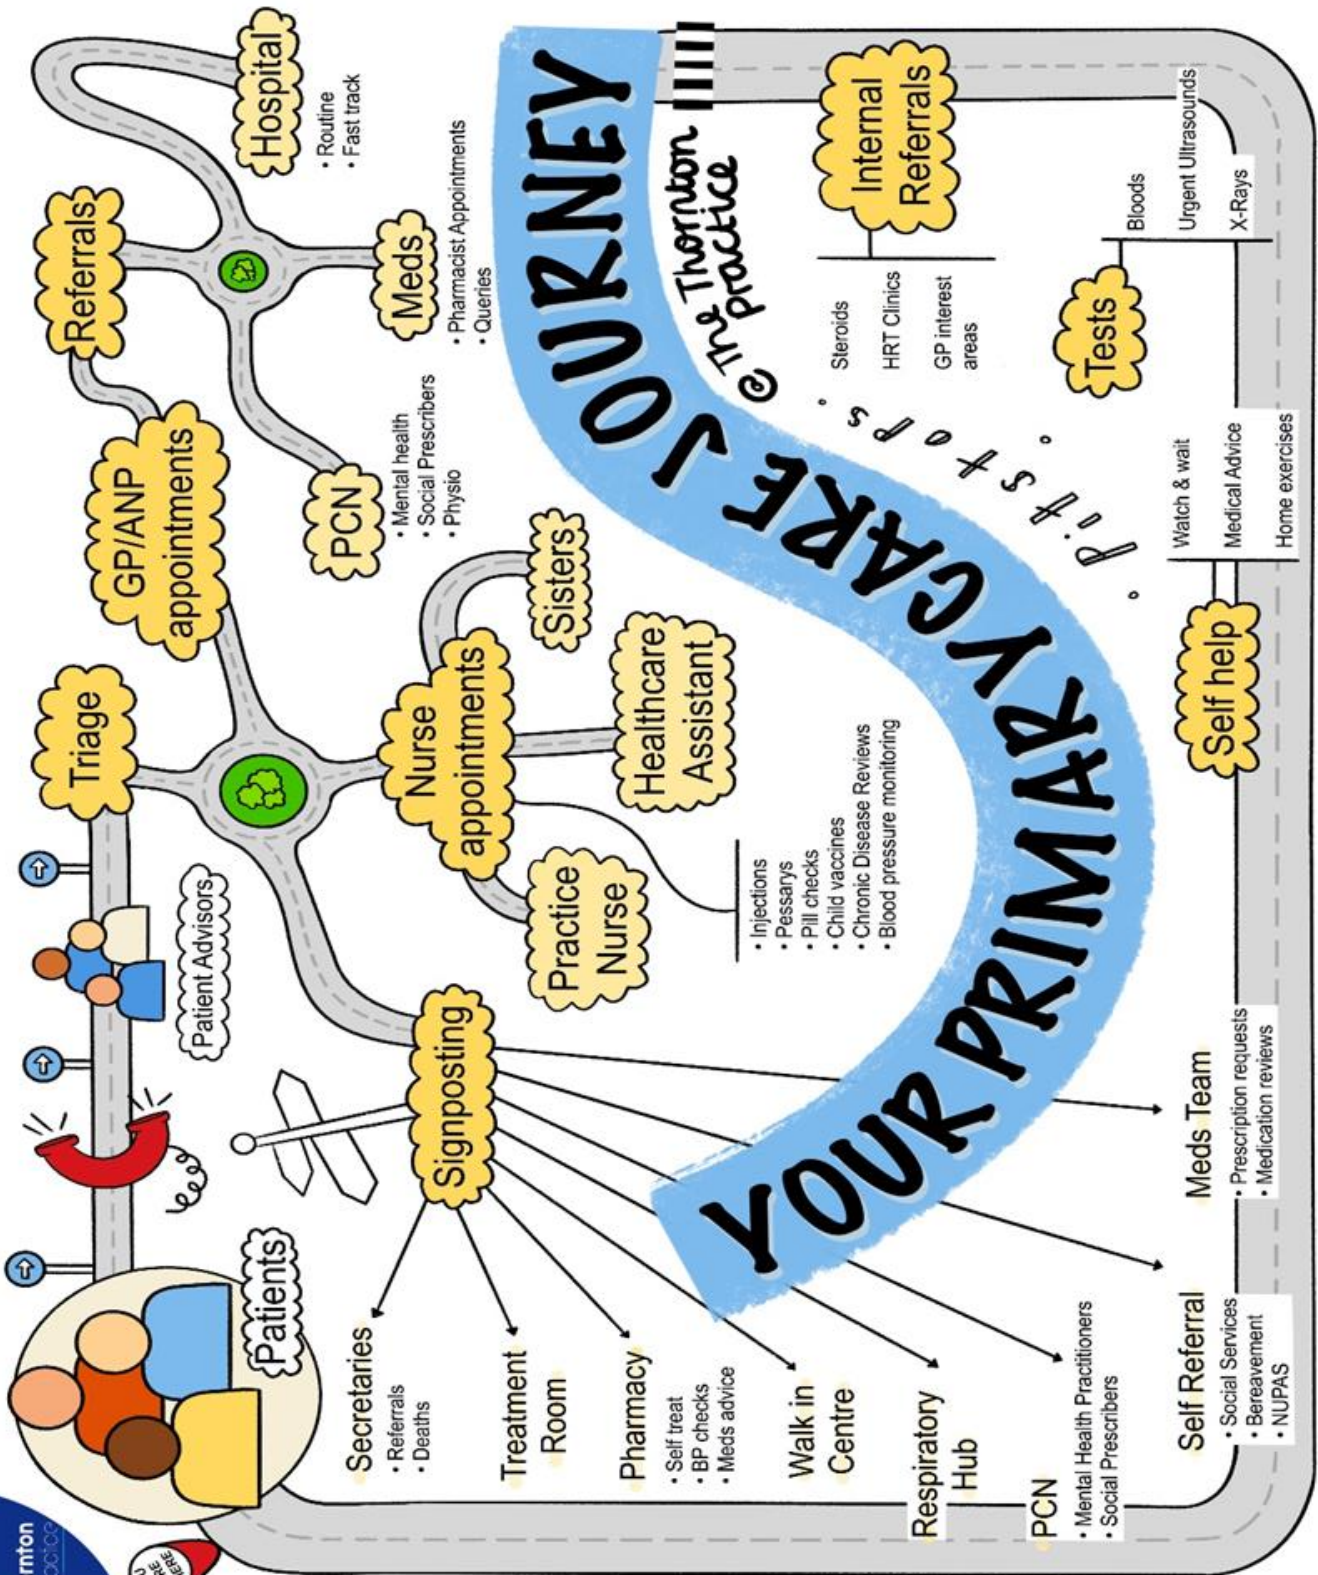 rnton
RE
HERE
Patients
Patient Advisors
Triage
GP/ANP
appointments
Referrals
Hospital
• Routine
• Fast track
Meds
• Pharmacist Appointments
• Queries
PCN
• Mental health
• Social Prescribers
• Physio
Nurse
appointments
Sisters
Healthcare
Assistant
Practice
Nurse
• Injections
• Pessarys
• Pill checks
• Child vaccines
• Chronic Disease Reviews
• Blood pressure monitoring
Signposting
Secretaries
• Referrals
• Deaths
Treatment
Room
Pharmacy
• Self treat
• BP checks
• Meds advice
Walk in
Centre
Respiratory
Hub
PCN
• Mental Health Practitioners
• Social Prescribers
Self Referral
• Social Services
• Bereavement
• NUPAS
Meds Team
• Prescription requests
• Medication reviews
YOUR PRIMARY CARE JOURNEY
@ The Thornton
practice
. Pitstops.
Internal
Referrals
Steroids
HRT Clinics
GP interest
areas
Tests
Bloods
Urgent Ultrasounds
X-Rays
Self help
Watch & wait
Medical Advice
Home exercises